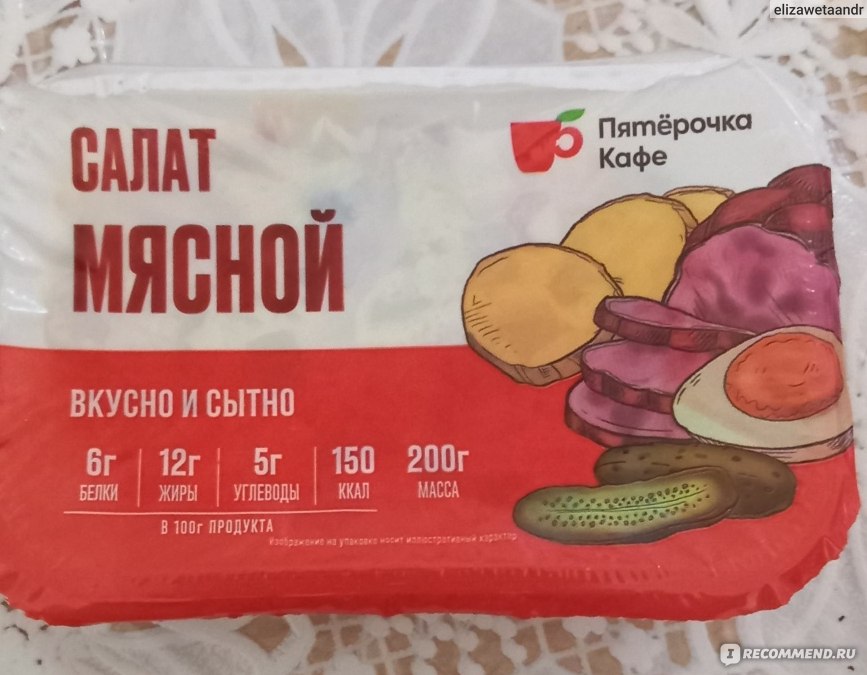 elizawetaandr
САЛАТ
МЯСНОЙ
Пятёрочка
Кафе
ВКУСНО И СЫТНО
6г 12г 5г 150 200г
БЕЛКИ ЖИРЫ УГЛЕВОДЫ ККАЛ МАССА
В 100г ПРОДУКТА
Изображение на упаковке носит иллюстративный характер
IRECOMMEND.RU